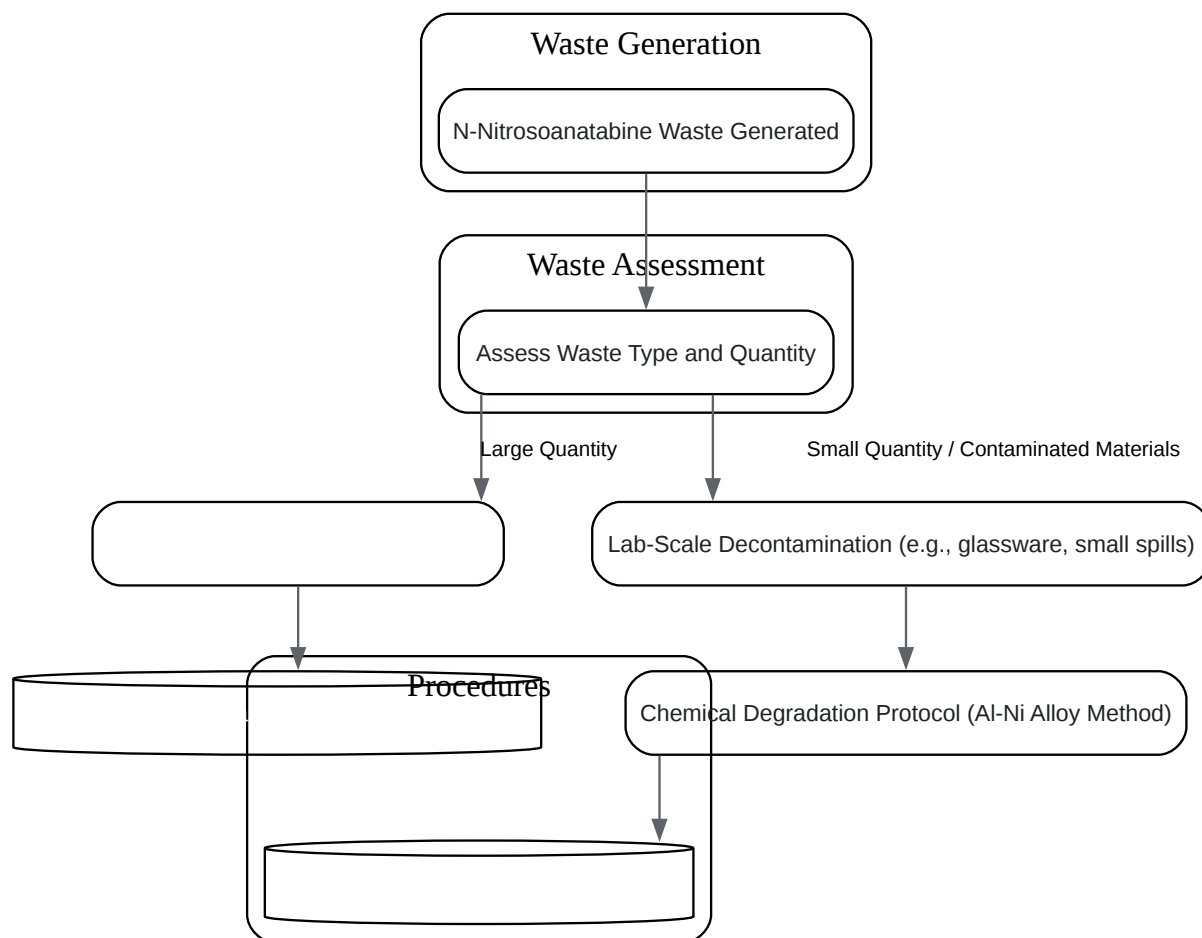 Waste Generation
N-Nitrosoanatabine Waste Generated
Waste Assessment
Assess Waste Type and Quantity
Large Quantity
Small Quantity / Contaminated Materials
Lab-Scale Decontamination (e.g., glassware, small spills)
Procedures
Chemical Degradation Protocol (Al-Ni Alloy Method)